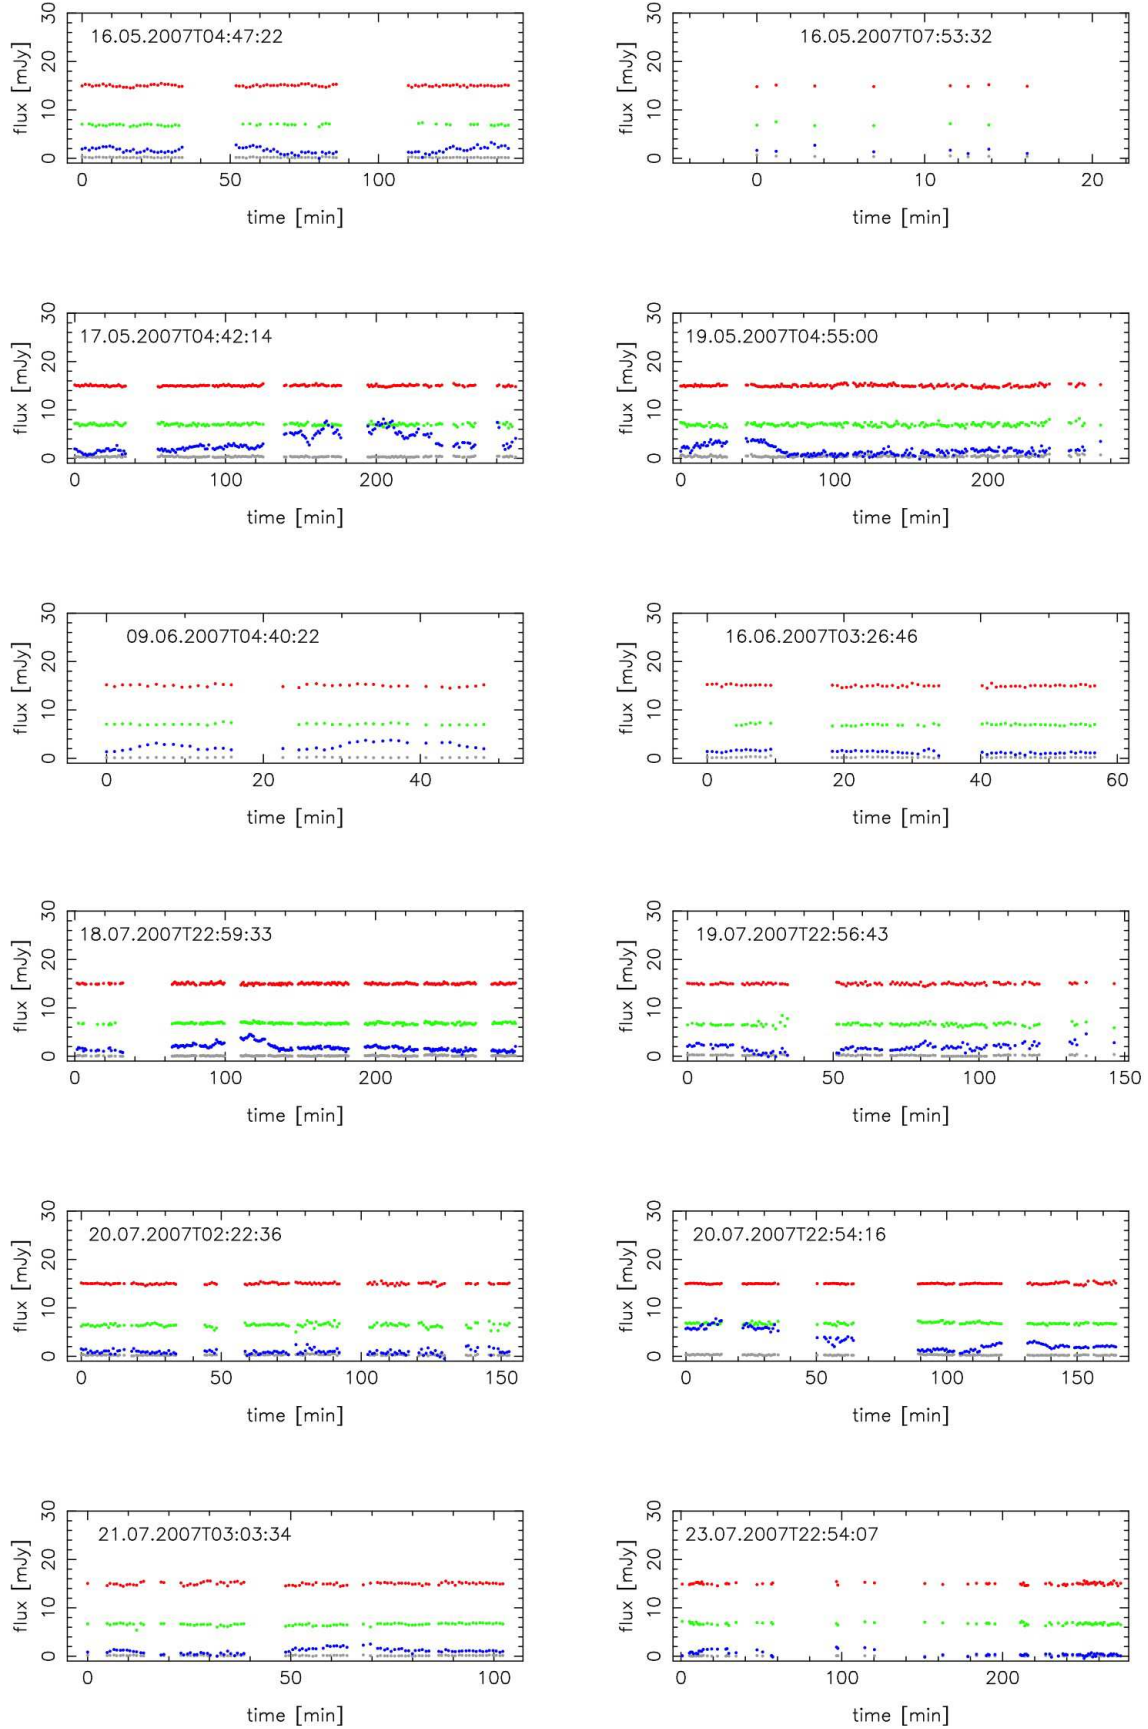 16.05.2007T04:47:22
flux [mJy]
0 10 20 30
0 50 100
time [min]
16.05.2007T07:53:32
flux [mJy]
0 10 20 30
0 10 20
time [min]
17.05.2007T04:42:14
flux [mJy]
0 10 20 30
0 100 200
time [min]
19.05.2007T04:55:00
flux [mJy]
0 10 20 30
0 100 200
time [min]
09.06.2007T04:40:22
flux [mJy]
0 10 20 30
0 20 40
time [min]
16.06.2007T03:26:46
flux [mJy]
0 10 20 30
0 20 40 60
time [min]
18.07.2007T22:59:33
flux [mJy]
0 10 20 30
0 100 200
time [min]
19.07.2007T22:56:43
flux [mJy]
0 10 20 30
0 50 100 150
time [min]
20.07.2007T02:22:36
flux [mJy]
0 10 20 30
0 50 100 150
time [min]
20.07.2007T22:54:16
flux [mJy]
0 10 20 30
0 50 100 150
time [min]
21.07.2007T03:03:34
flux [mJy]
0 10 20 30
0 50 100
time [min]
23.07.2007T22:54:07
flux [mJy]
0 10 20 30
0 100 200
time [min]